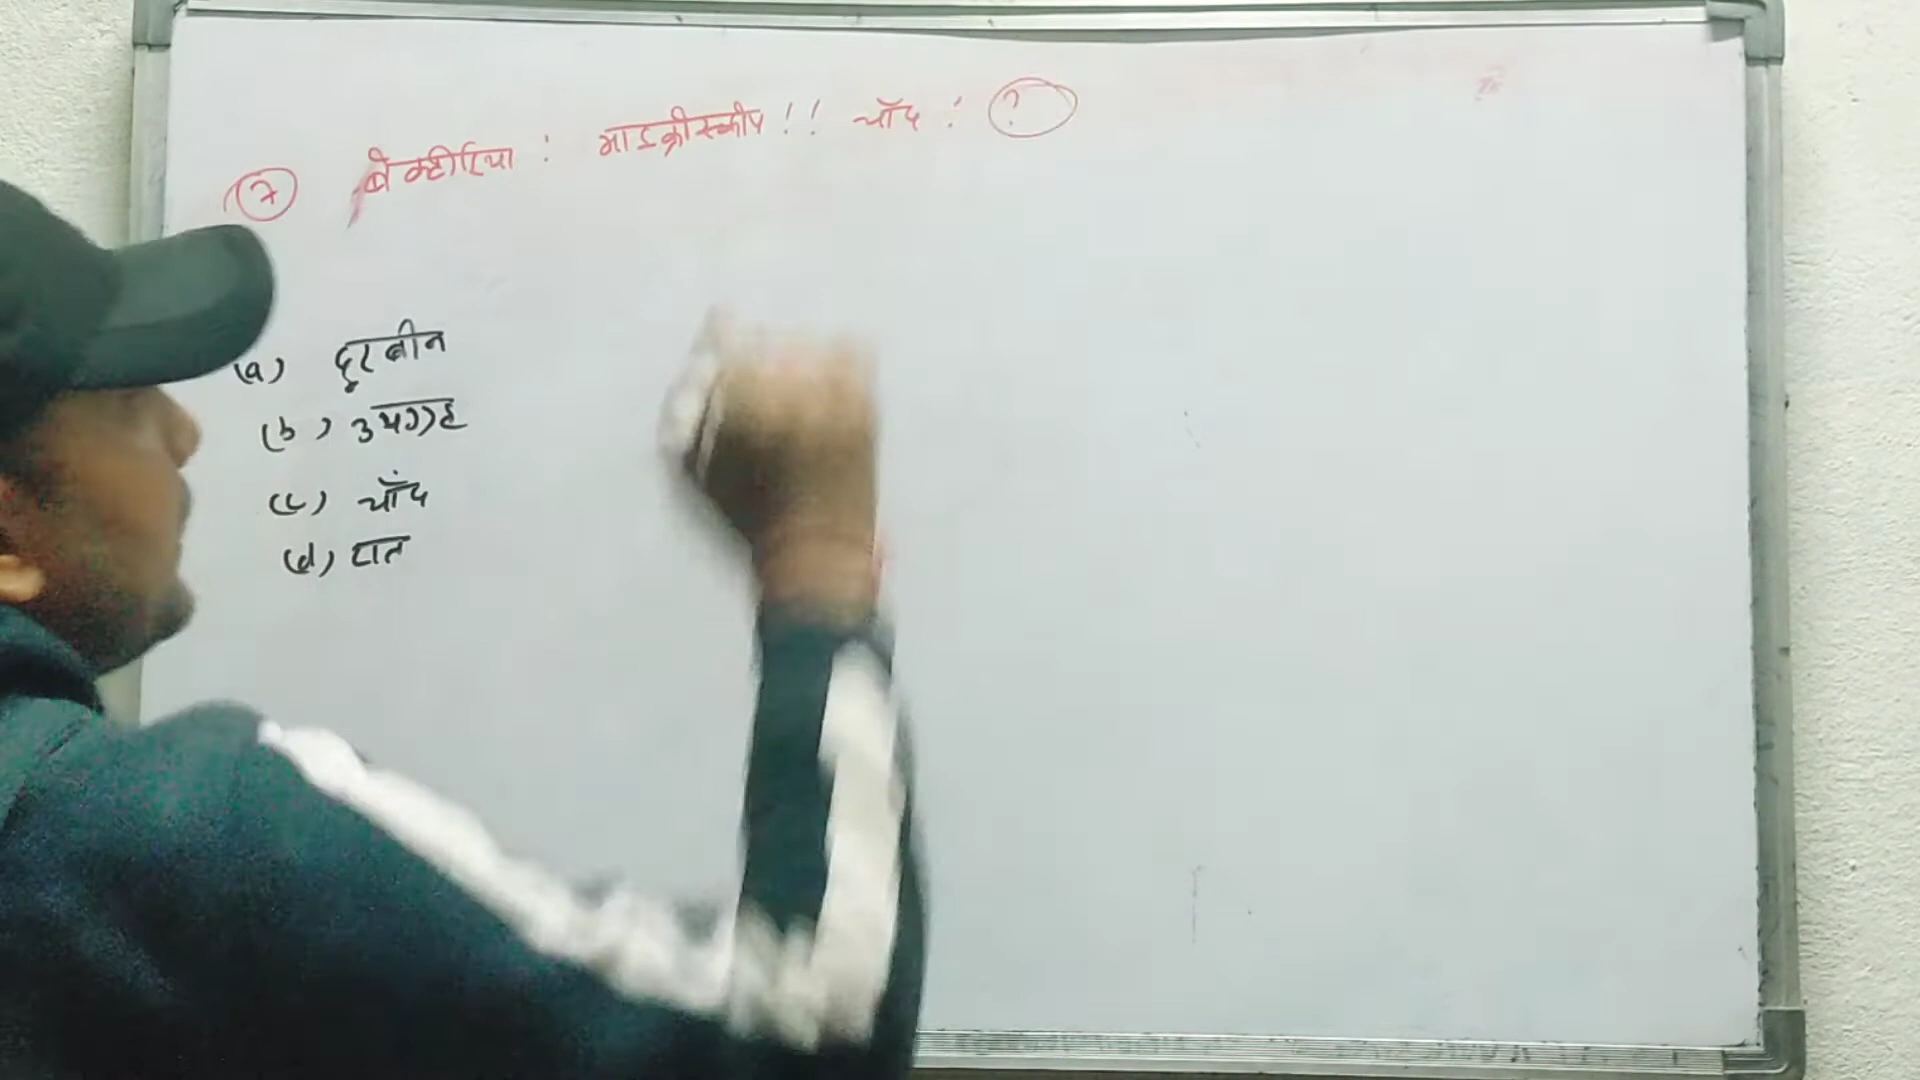 (7) बैक्टीरिया : माइक्रोस्कोप !! चाँद : (?)
(a) दूरबीन
(b) उपग्रह
(c) चाँद
(d) रात